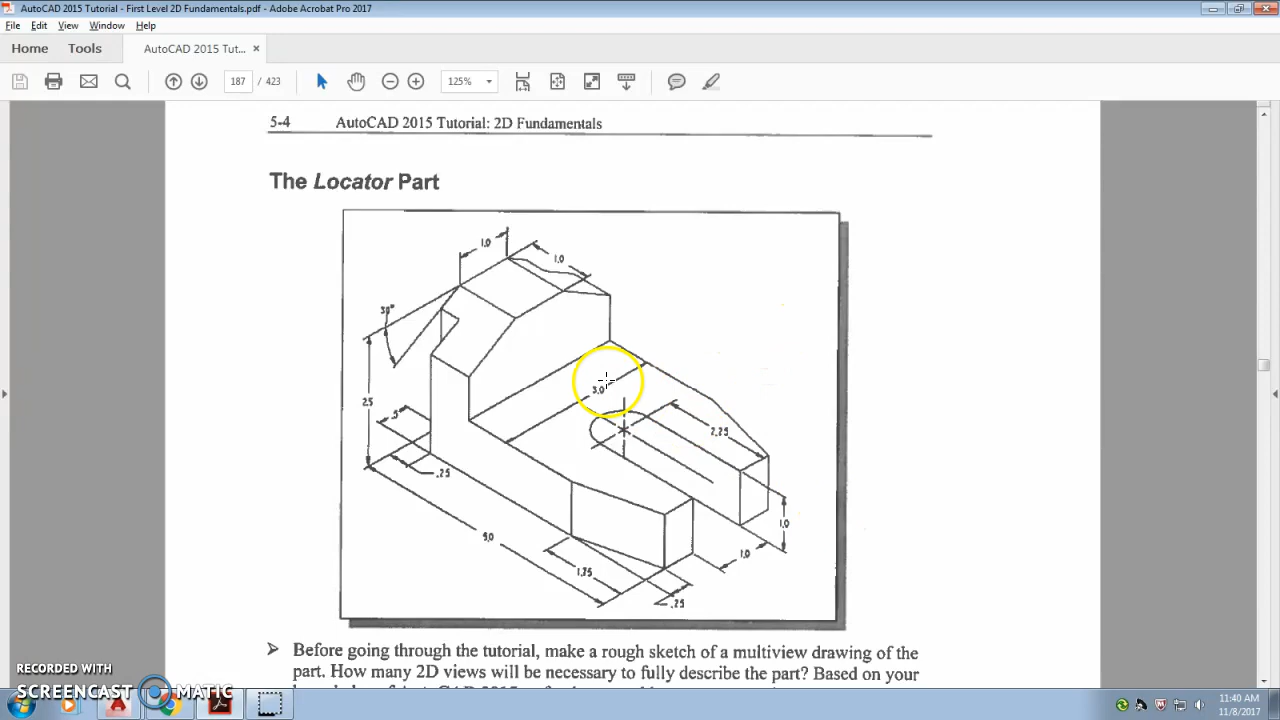 AutoCAD 2015 Tutorial - First Level 2D Fundamentals.pdf - Adobe Acrobat Pro 2017
File Edit View Window Help
Home Tools AutoCAD 2015 Tut... ×
187 / 423 125%
5-4 AutoCAD 2015 Tutorial: 2D Fundamentals
The Locator Part
1.0
1.0
30°
2.5
.5
3.0
2.25
.25
1.0
5.0
1.0
1.75
.25
➢ Before going through the tutorial, make a rough sketch of a multiview drawing of the
part. How many 2D views will be necessary to fully describe the part? Based on your
RECORDED WITH
SCREENCAST MATIC
11:40 AM
11/8/2017